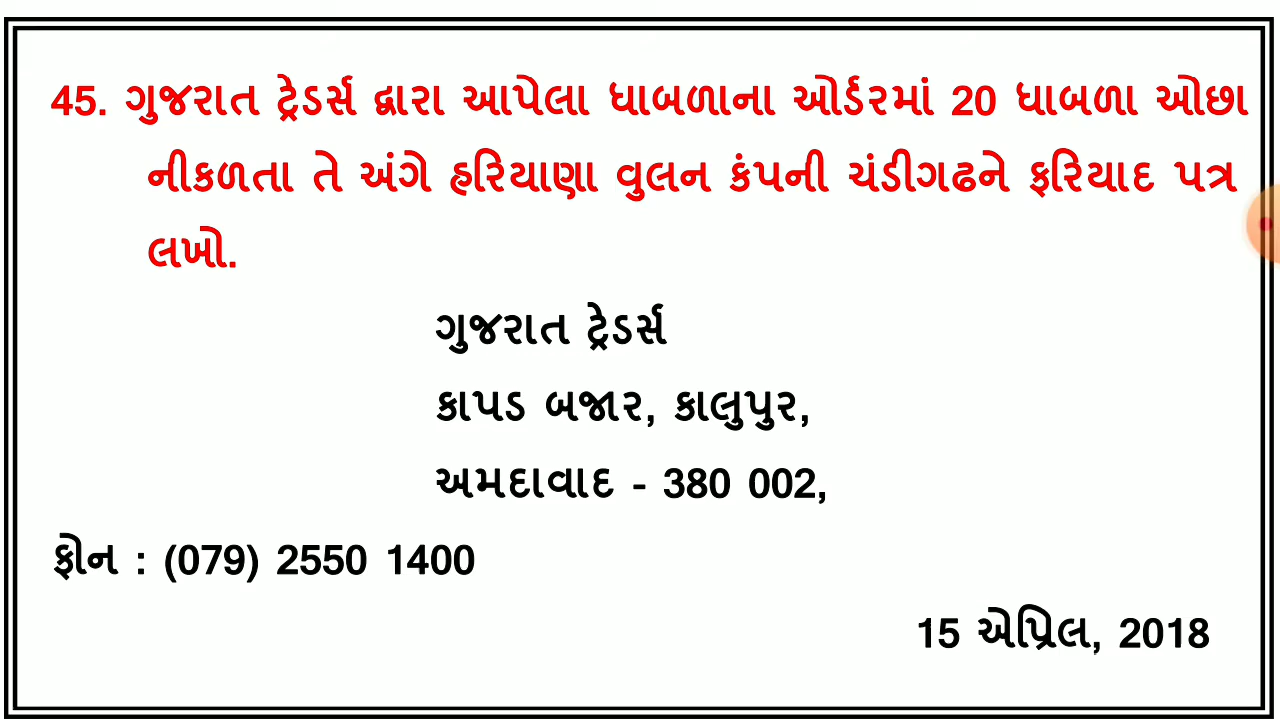 45. ગુજરાત ટ્રેડર્સ દ્વારા આપેલા ધાબળાના ઓર્ડરમાં 20 ધાબળા ઓછા
નીકળતા તે અંગે હરિયાણા વુલન કંપની ચંડીગઢને ફરિયાદ પત્ર
લખો.
ગુજરાત ટ્રેડર્સ
કાપડ બજાર, કાલુપુર,
અમદાવાદ - 380 002,
ફોન : (079) 2550 1400
15 એપ્રિલ, 2018